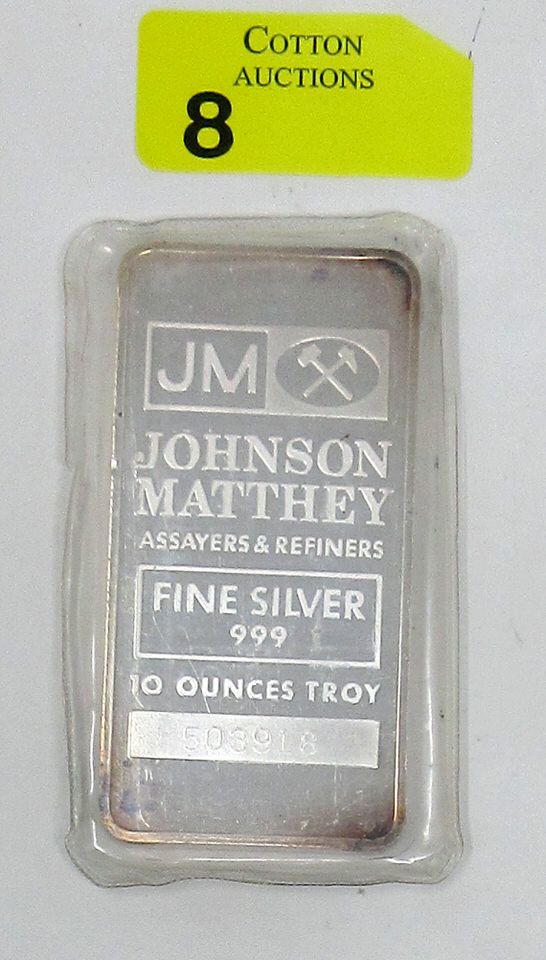 COTTON
AUCTIONS
8
JM
JOHNSON
MATTHEY
ASSAYERS & REFINERS
FINE SILVER
999
10 OUNCES TROY
503918